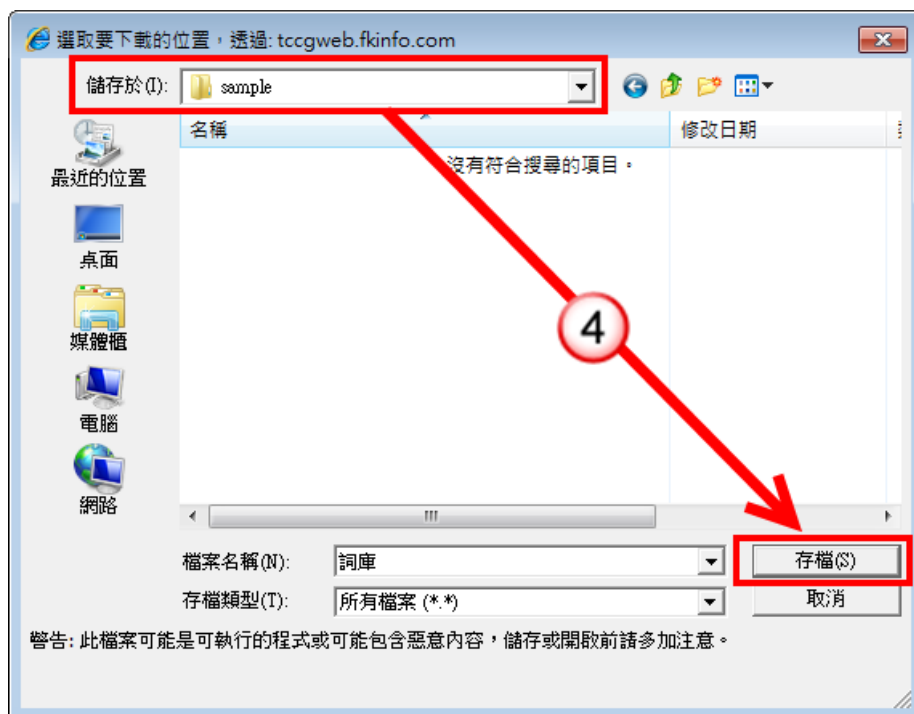 選取要下載的位置，透過: tccgweb.fkinfo.com
儲存於(I): sample
名稱 修改日期
沒有符合搜尋的項目。
最近的位置
桌面
媒體櫃
電腦
網路
4
檔案名稱(N): 詞庫 存檔(S)
存檔類型(T): 所有檔案 (*.*) 取消
警告: 此檔案可能是可執行的程式或可能包含惡意內容，儲存或開啟前請多加注意。